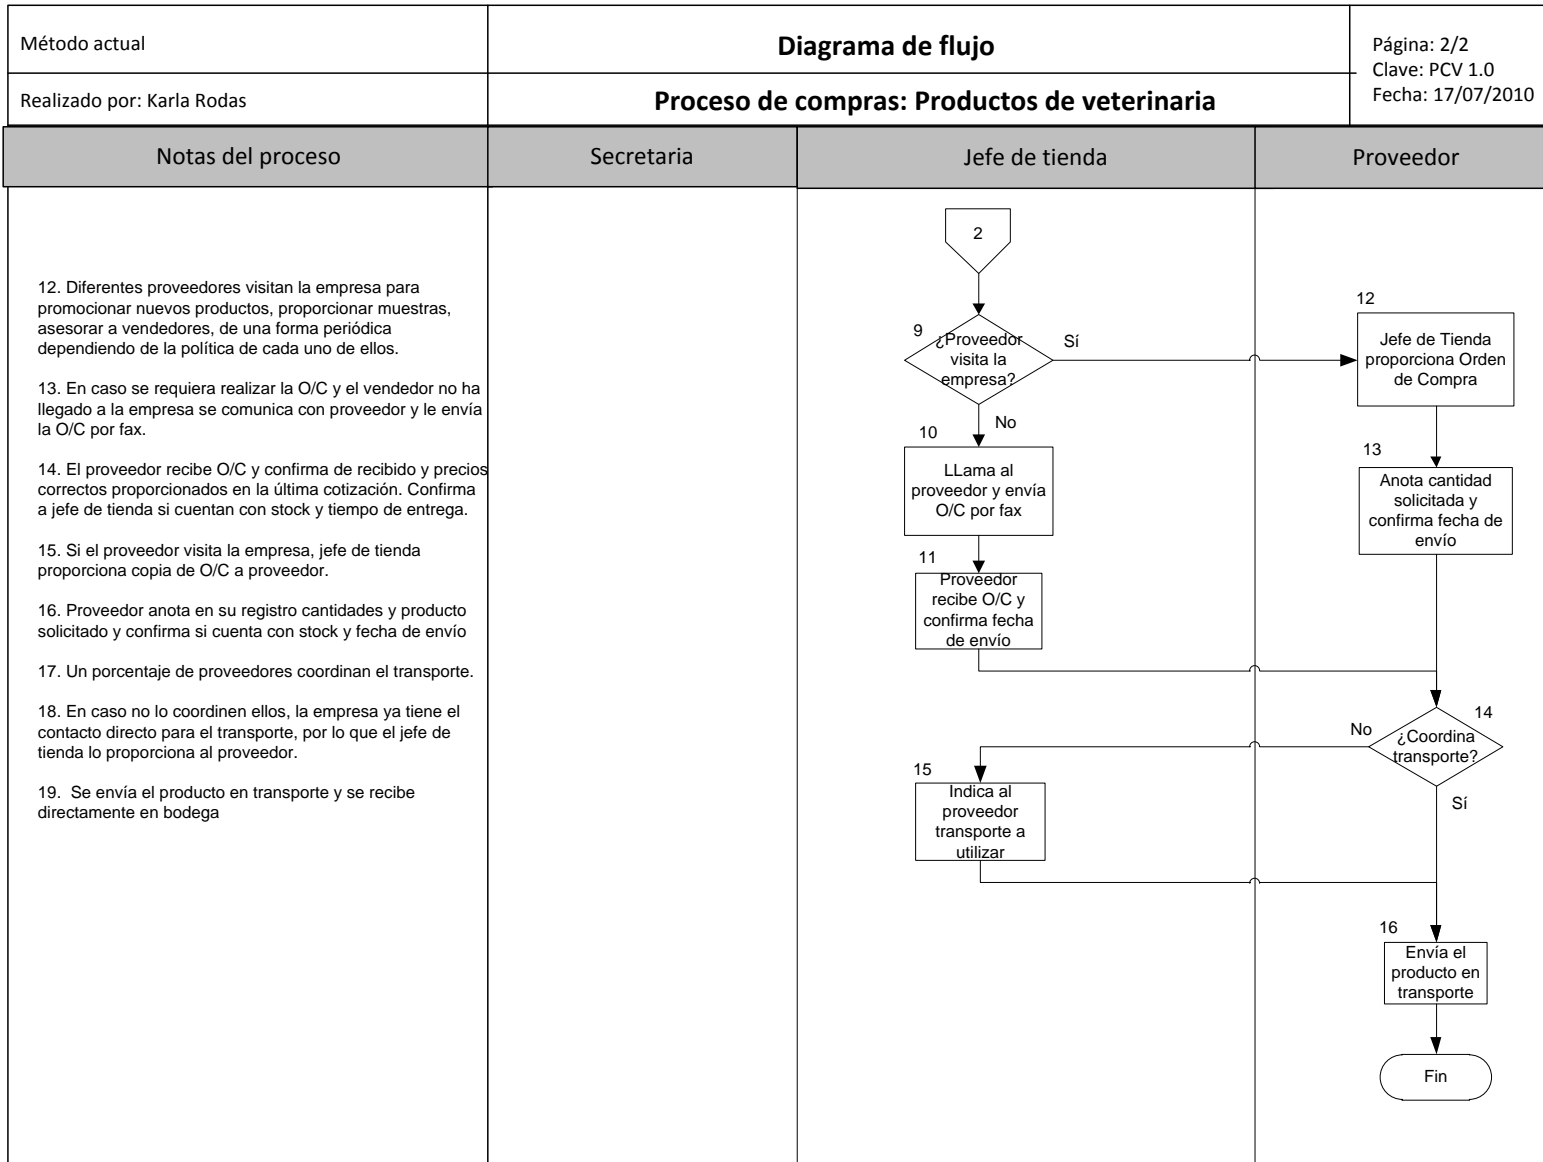 Método actual
Diagrama de flujo
Página: 2/2
Clave: PCV 1.0
Fecha: 17/07/2010
Realizado por: Karla Rodas
Proceso de compras: Productos de veterinaria
Notas del proceso
Secretaria
Jefe de tienda
Proveedor
12. Diferentes proveedores visitan la empresa para
promocionar nuevos productos, proporcionar muestras,
asesorar a vendedores, de una forma periódica
dependiendo de la política de cada uno de ellos.
13. En caso se requiera realizar la O/C y el vendedor no ha
llegado a la empresa se comunica con proveedor y le envía
la O/C por fax.
14. El proveedor recibe O/C y confirma de recibido y precios
correctos proporcionados en la última cotización. Confirma
a jefe de tienda si cuentan con stock y tiempo de entrega.
15. Si el proveedor visita la empresa, jefe de tienda
proporciona copia de O/C a proveedor.
16. Proveedor anota en su registro cantidades y producto
solicitado y confirma si cuenta con stock y fecha de envío
17. Un porcentaje de proveedores coordinan el transporte.
18. En caso no lo coordinen ellos, la empresa ya tiene el
contacto directo para el transporte, por lo que el jefe de
tienda lo proporciona al proveedor.
19. Se envía el producto en transporte y se recibe
directamente en bodega
2
9
¿Proveedor
visita la
empresa?
Sí
No
12
Jefe de Tienda
proporciona Orden
de Compra
10
LLama al
proveedor y envía
O/C por fax
13
Anota cantidad
solicitada y
confirma fecha de
envío
11
Proveedor
recibe O/C y
confirma fecha
de envío
14
¿Coordina
transporte?
No
Sí
15
Indica al
proveedor
transporte a
utilizar
16
Envía el
producto en
transporte
Fin